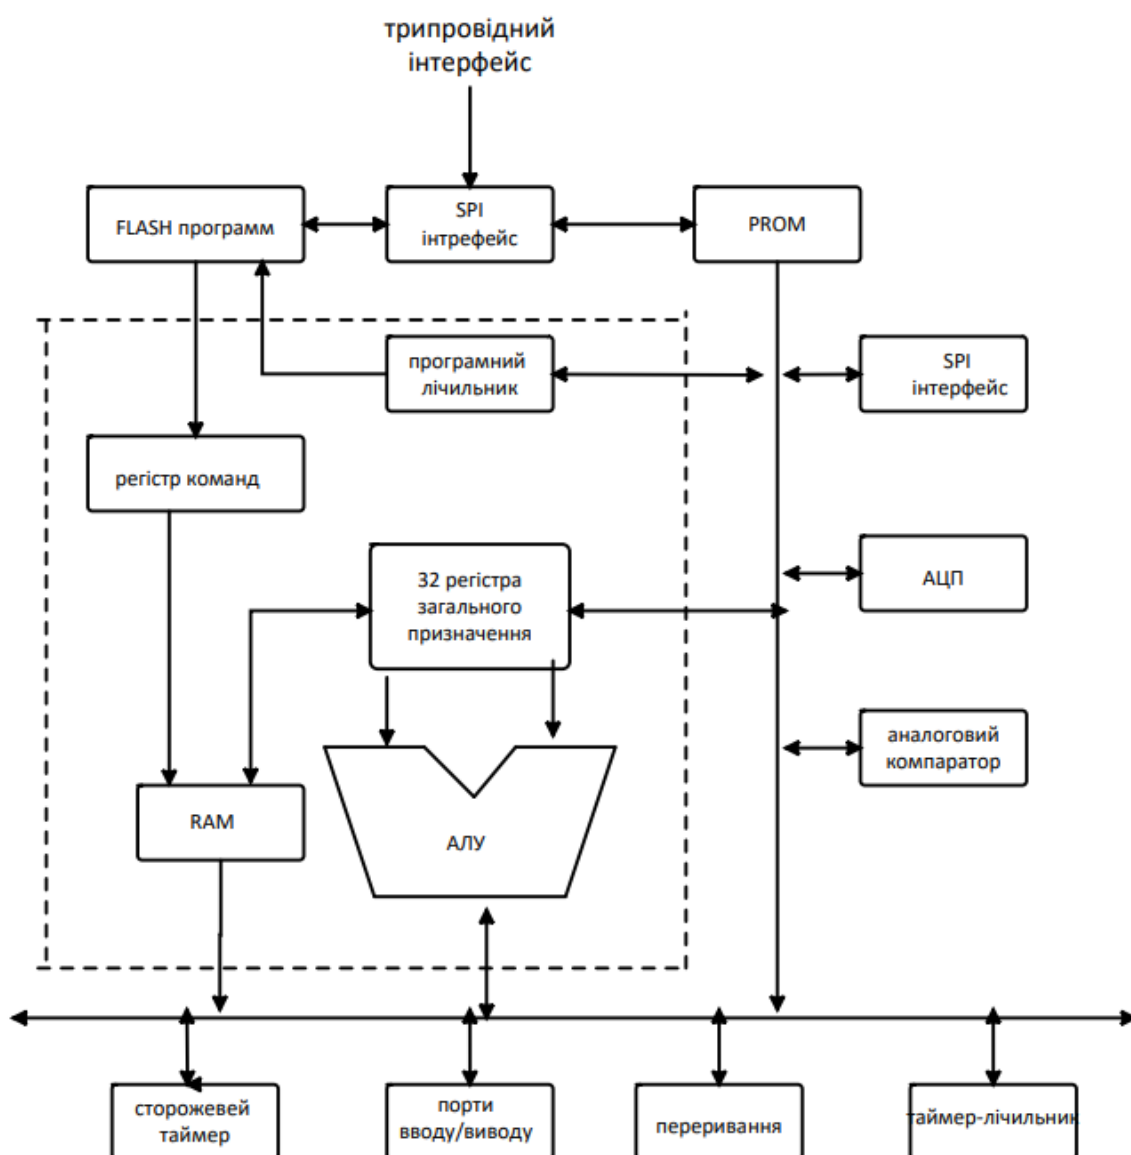 трипровідний
інтерфейс
FLASH программ
SPI
інтрефейс
PROM
програмний
лічильник
SPI
інтерфейс
регістр команд
32 регістра
загального
призначення
АЦП
аналоговий
компаратор
RAM
АЛУ
сторожевей
таймер
порти
вводу/виводу
переривання
таймер-лічильник